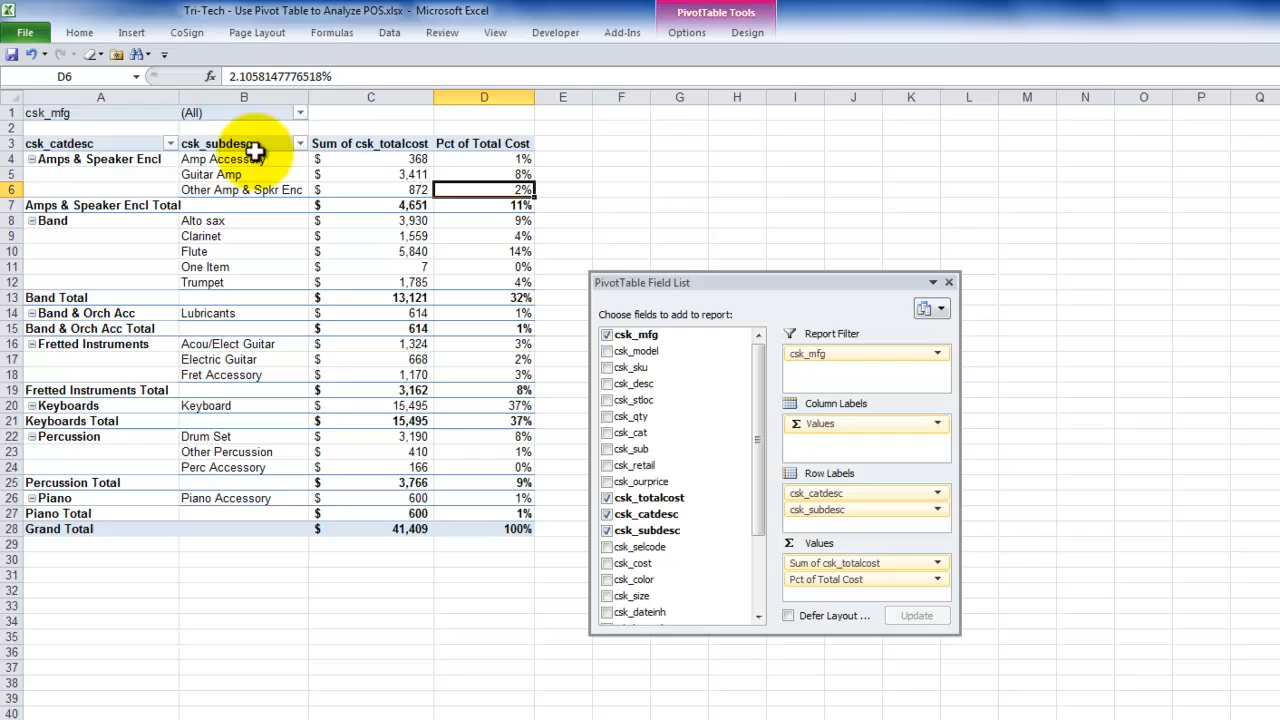 Tri-Tech - Use Pivot Table to Analyze POS.xlsx - Microsoft Excel
PivotTable Tools
File Home Insert CoSign Page Layout Formulas Data Review View Developer Add-Ins Options Design
D6 fx 2.1058147776518%
A B C D E F G H I J K L M N O P Q
1 csk_mfg (All)
2
3 csk_catdesc csk_subdesc Sum of csk_totalcost Pct of Total Cost
4 Amps & Speaker Encl Amp Accessory $ 368 1%
5 Guitar Amp $ 3,411 8%
6 Other Amp & Spkr Enc $ 872 2%
7 Amps & Speaker Encl Total $ 4,651 11%
8 Band Alto sax $ 3,930 9%
9 Clarinet $ 1,559 4%
10 Flute $ 5,840 14%
11 One Item $ 7 0%
12 Trumpet $ 1,785 4%
13 Band Total $ 13,121 32%
14 Band & Orch Acc Lubricants $ 614 1%
15 Band & Orch Acc Total $ 614 1%
16 Fretted Instruments Acou/Elect Guitar $ 1,324 3%
17 Electric Guitar $ 668 2%
18 Fret Accessory $ 1,170 3%
19 Fretted Instruments Total $ 3,162 8%
20 Keyboards Keyboard $ 15,495 37%
21 Keyboards Total $ 15,495 37%
22 Percussion Drum Set $ 3,190 8%
23 Other Percussion $ 410 1%
24 Perc Accessory $ 166 0%
25 Percussion Total $ 3,766 9%
26 Piano Piano Accessory $ 600 1%
27 Piano Total $ 600 1%
28 Grand Total $ 41,409 100%
29
30
31
32
33
34
35
36
37
38
39
40
PivotTable Field List
Choose fields to add to report:
csk_mfg
csk_model
csk_sku
csk_desc
csk_stloc
csk_qty
csk_cat
csk_sub
csk_retail
csk_ourprice
csk_totalcost
csk_catdesc
csk_subdesc
csk_selcode
csk_cost
csk_color
csk_size
csk_dateinh
Report Filter
csk_mfg
Column Labels
Σ Values
Row Labels
csk_catdesc
csk_subdesc
Σ Values
Sum of csk_totalcost
Pct of Total Cost
Defer Layout ... Update